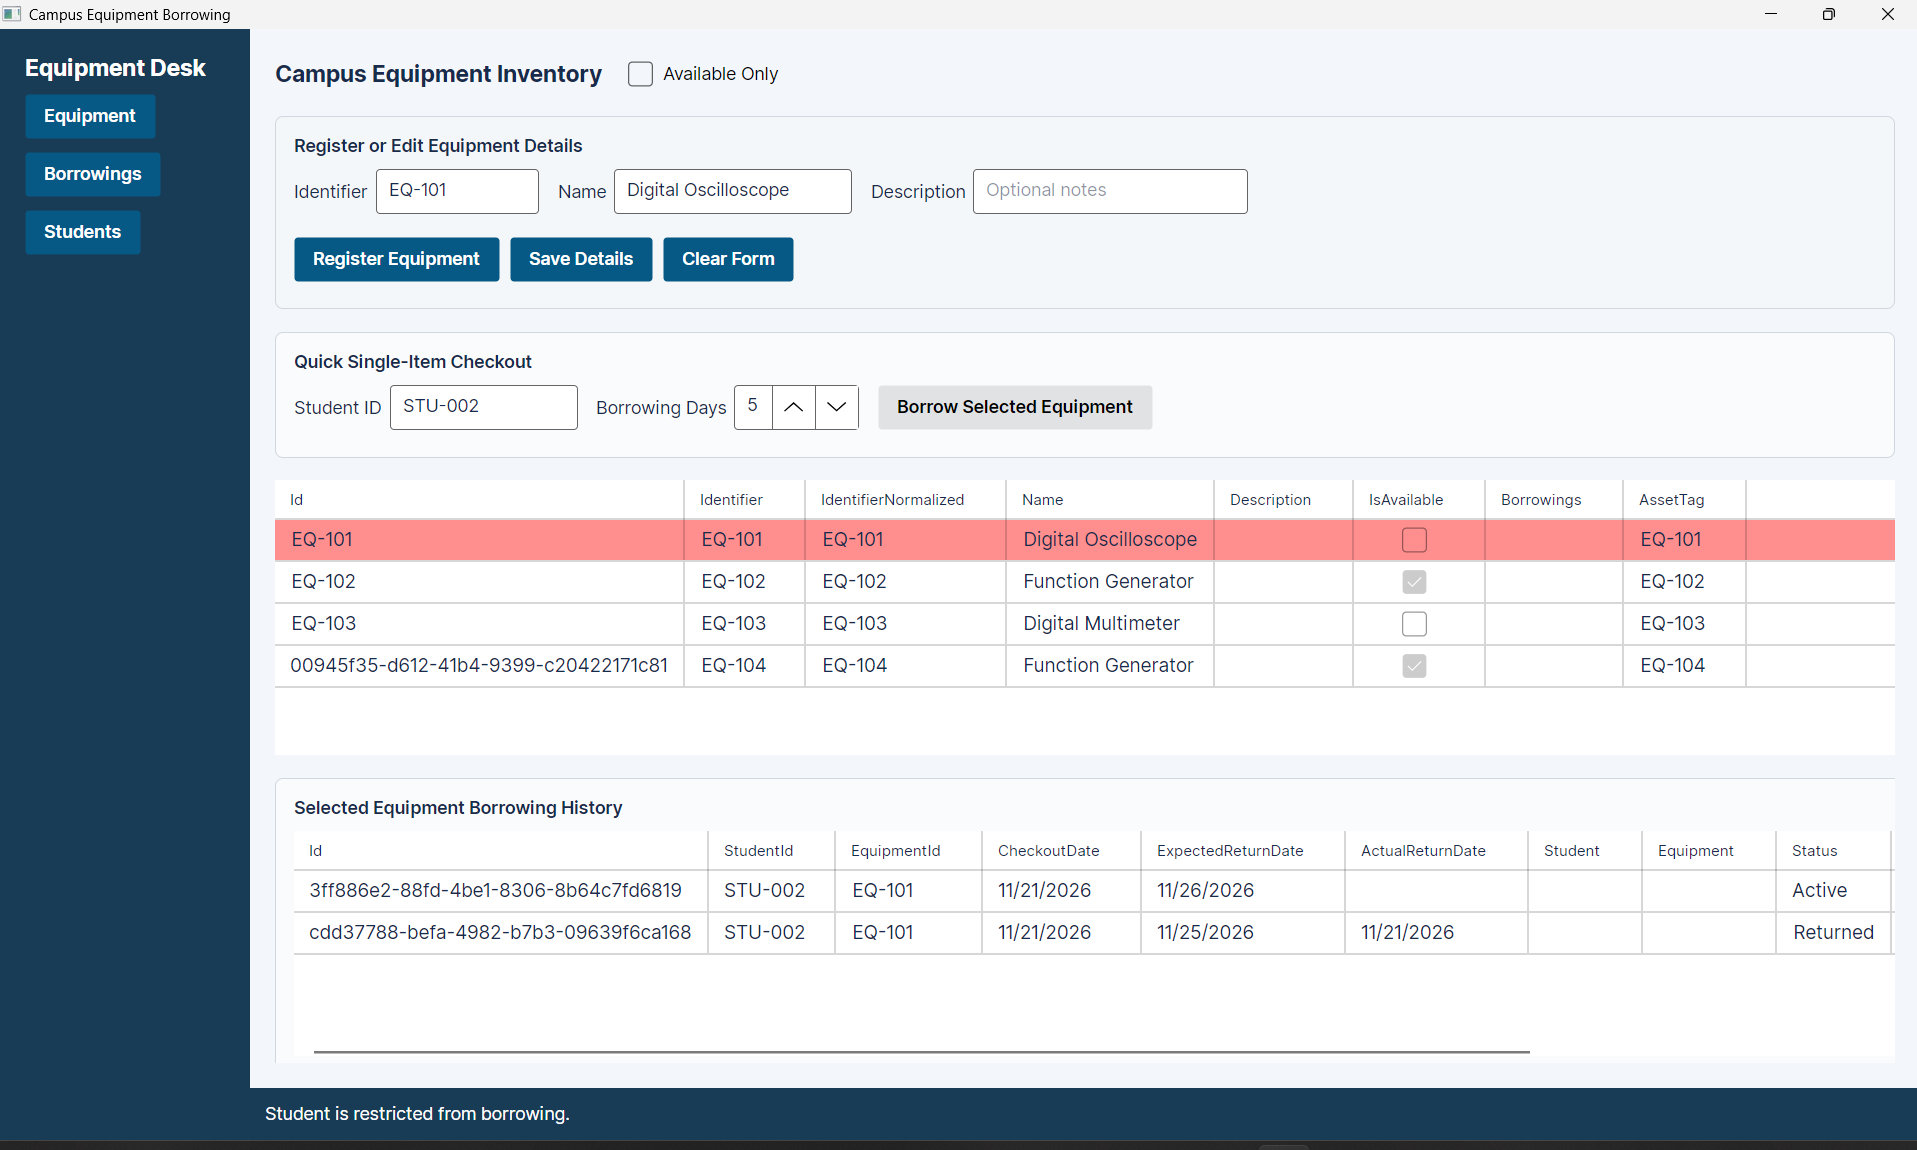 Campus Equipment Borrowing
Equipment Desk
Equipment
Borrowings
Students
Campus Equipment Inventory Available Only
Register or Edit Equipment Details
Identifier EQ-101 Name Digital Oscilloscope Description Optional notes
Register Equipment Save Details Clear Form
Quick Single-Item Checkout
Student ID STU-002 Borrowing Days 5 Borrow Selected Equipment
Id Identifier IdentifierNormalized Name Description IsAvailable Borrowings AssetTag
EQ-101 EQ-101 EQ-101 Digital Oscilloscope EQ-101
EQ-102 EQ-102 EQ-102 Function Generator EQ-102
EQ-103 EQ-103 EQ-103 Digital Multimeter EQ-103
00945f35-d612-41b4-9399-c20422171c81 EQ-104 EQ-104 Function Generator EQ-104
Selected Equipment Borrowing History
Id StudentId EquipmentId CheckoutDate ExpectedReturnDate ActualReturnDate Student Equipment Status
3ff886e2-88fd-4be1-8306-8b64c7fd6819 STU-002 EQ-101 11/21/2026 11/26/2026 Active
cdd37788-befa-4982-b7b3-09639f6ca168 STU-002 EQ-101 11/21/2026 11/25/2026 11/21/2026 Returned
Student is restricted from borrowing.